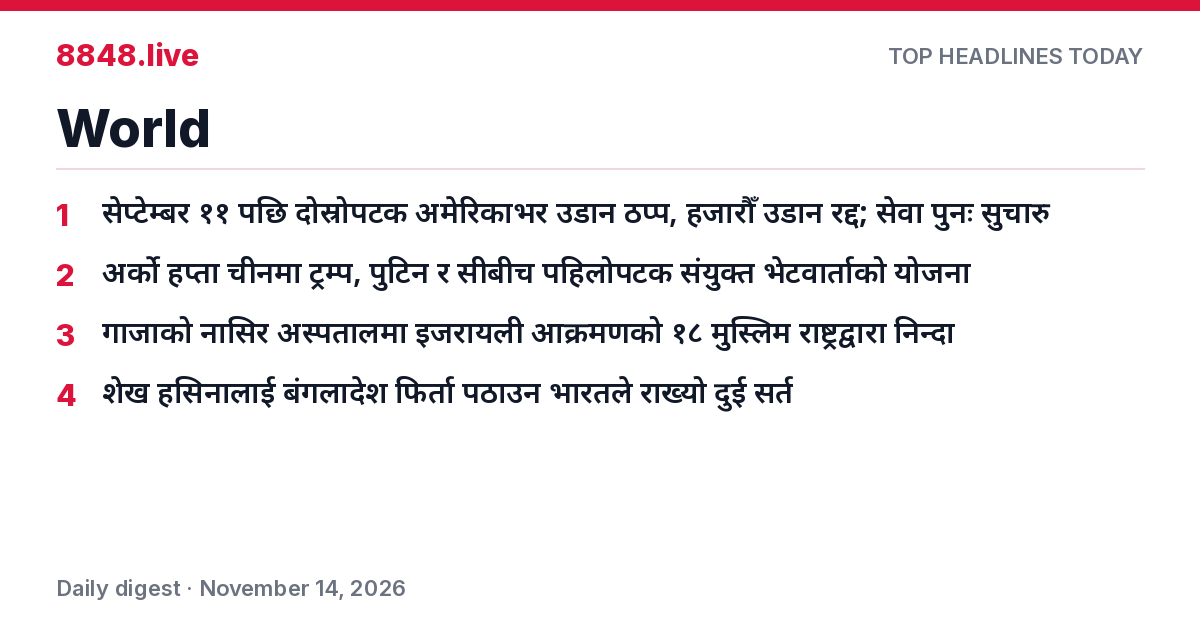 8848.live
TOP HEADLINES TODAY
World
1 सेप्टेम्बर ११ पछि दोस्रोपटक अमेरिकाभर उडान ठप्प, हजारौँ उडान रद्द; सेवा पुनः सुचारु
2 अर्को हप्ता चीनमा ट्रम्प, पुटिन र सीबीच पहिलोपटक संयुक्त भेटवार्ताको योजना
3 गाजाको नासिर अस्पतालमा इजरायली आक्रमणको १८ मुस्लिम राष्ट्रद्वारा निन्दा
4 शेख हसिनालाई बंगलादेश फिर्ता पठाउन भारतले राख्यो दुई सर्त
Daily digest · November 14, 2026